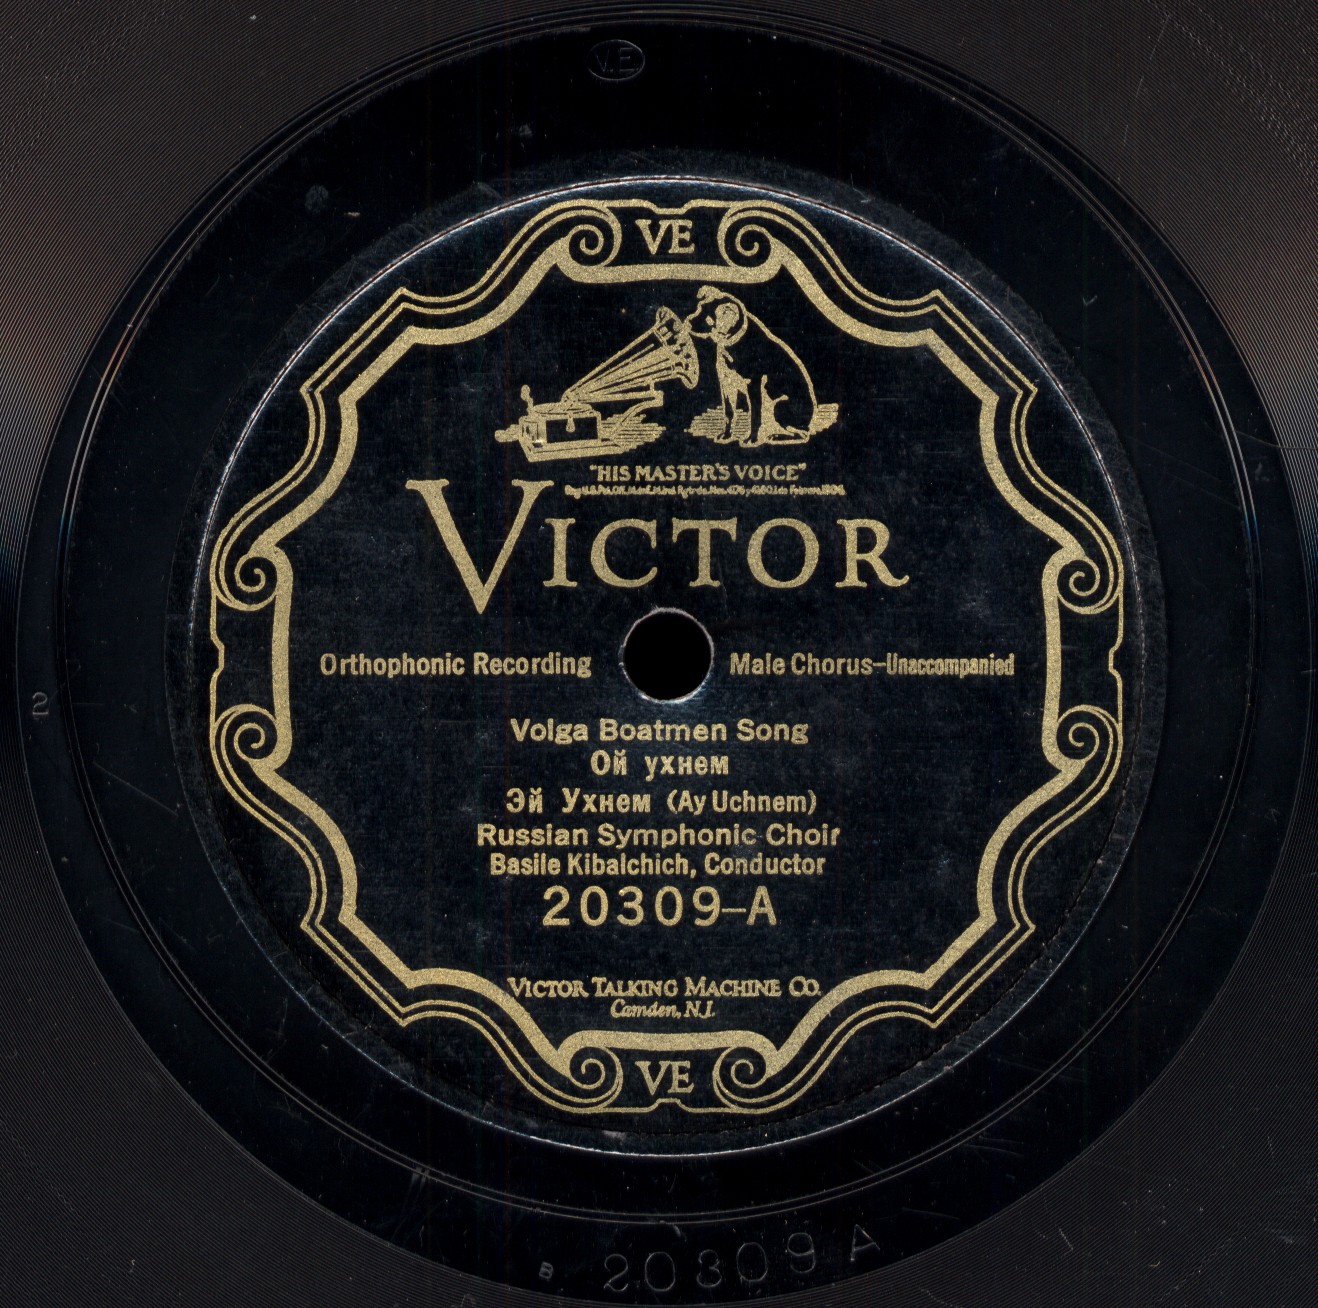 V.E.
VE
"HIS MASTER'S VOICE"
VICTOR
Orthophonic Recording
Male Chorus–Unaccompanied
2
Volga Boatmen Song
Ой ухнем
Эй Ухнем (Ay Uchnem)
Russian Symphonic Choir
Basile Kibalchich, Conductor
20309–A
VICTOR TALKING MACHINE CO.
Camden, N.J.
VE
B 20309 A